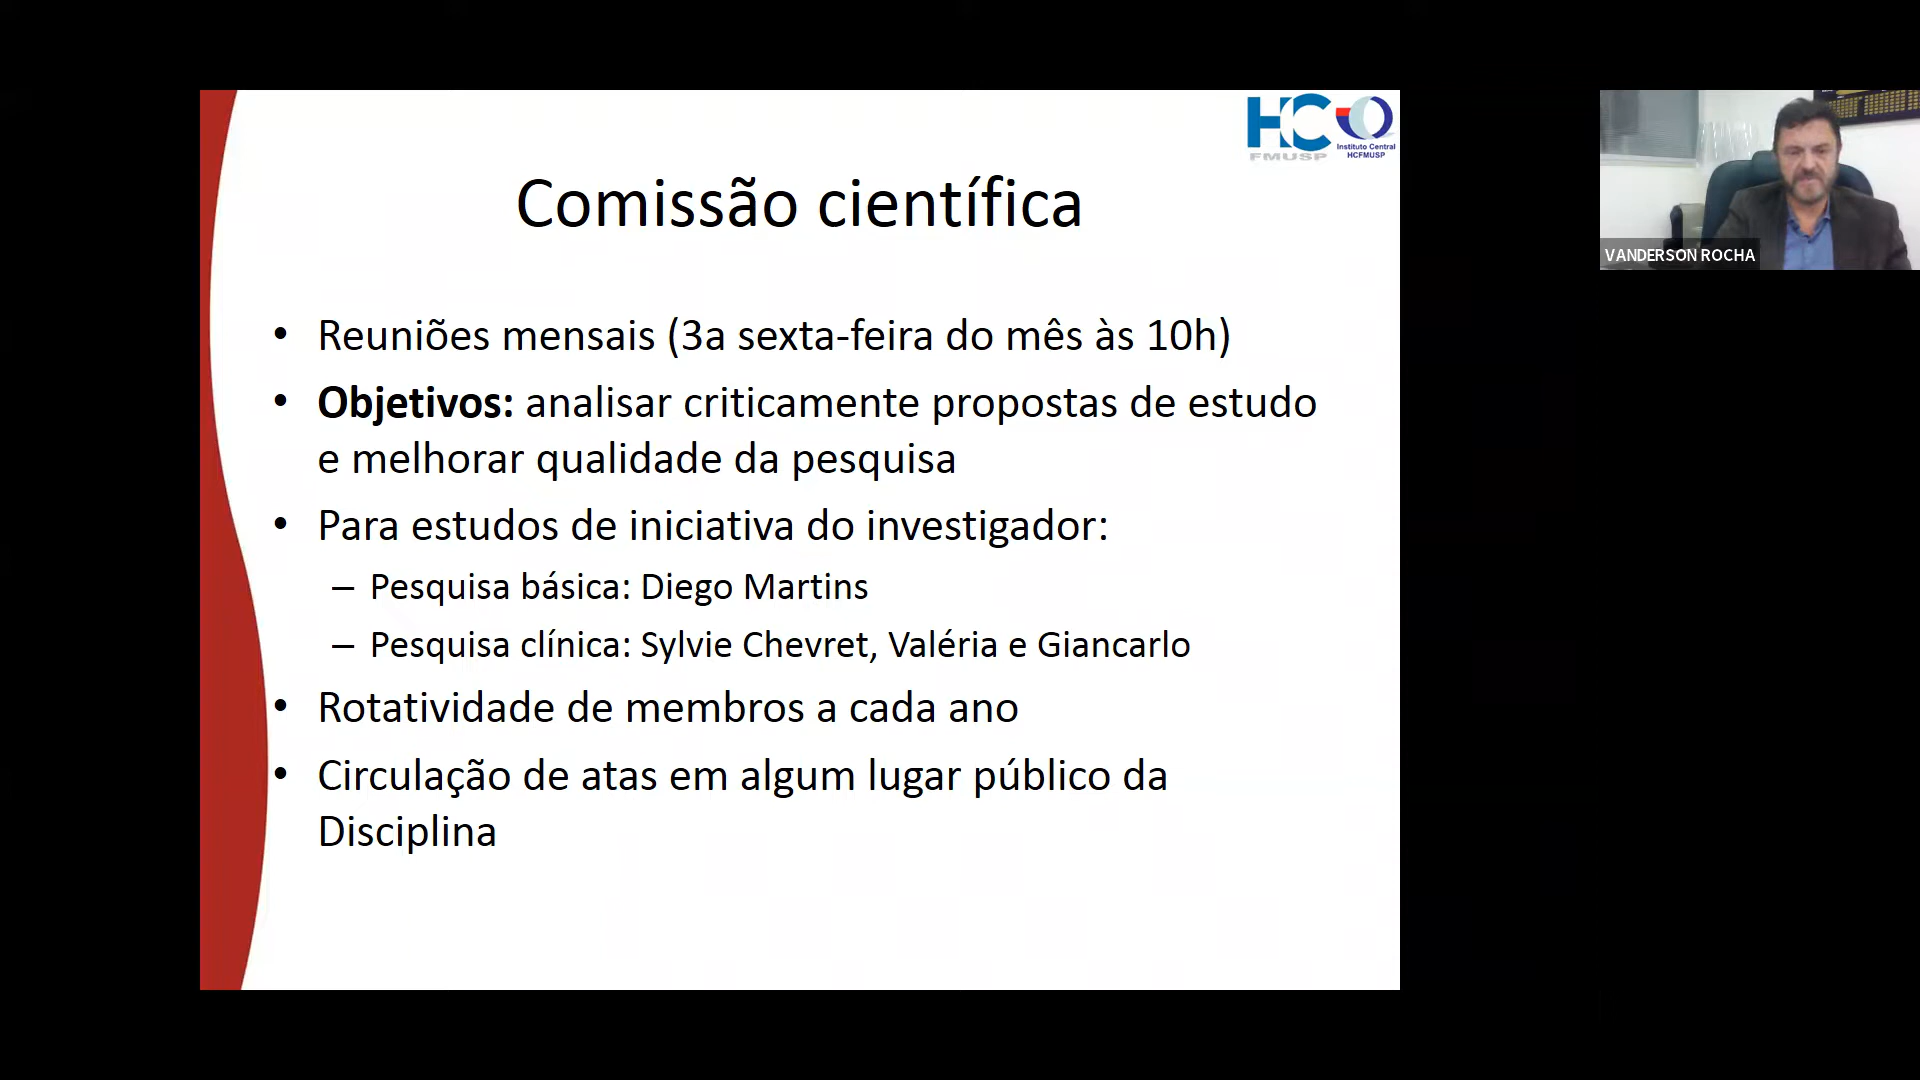 HC
FMUSP
Instituto Central
HCFMUSP
Comissão científica
• Reuniões mensais (3a sexta-feira do mês às 10h)
• Objetivos: analisar criticamente propostas de estudo
e melhorar qualidade da pesquisa
• Para estudos de iniciativa do investigador:
– Pesquisa básica: Diego Martins
– Pesquisa clínica: Sylvie Chevret, Valéria e Giancarlo
• Rotatividade de membros a cada ano
• Circulação de atas em algum lugar público da
Disciplina
VANDERSON ROCHA